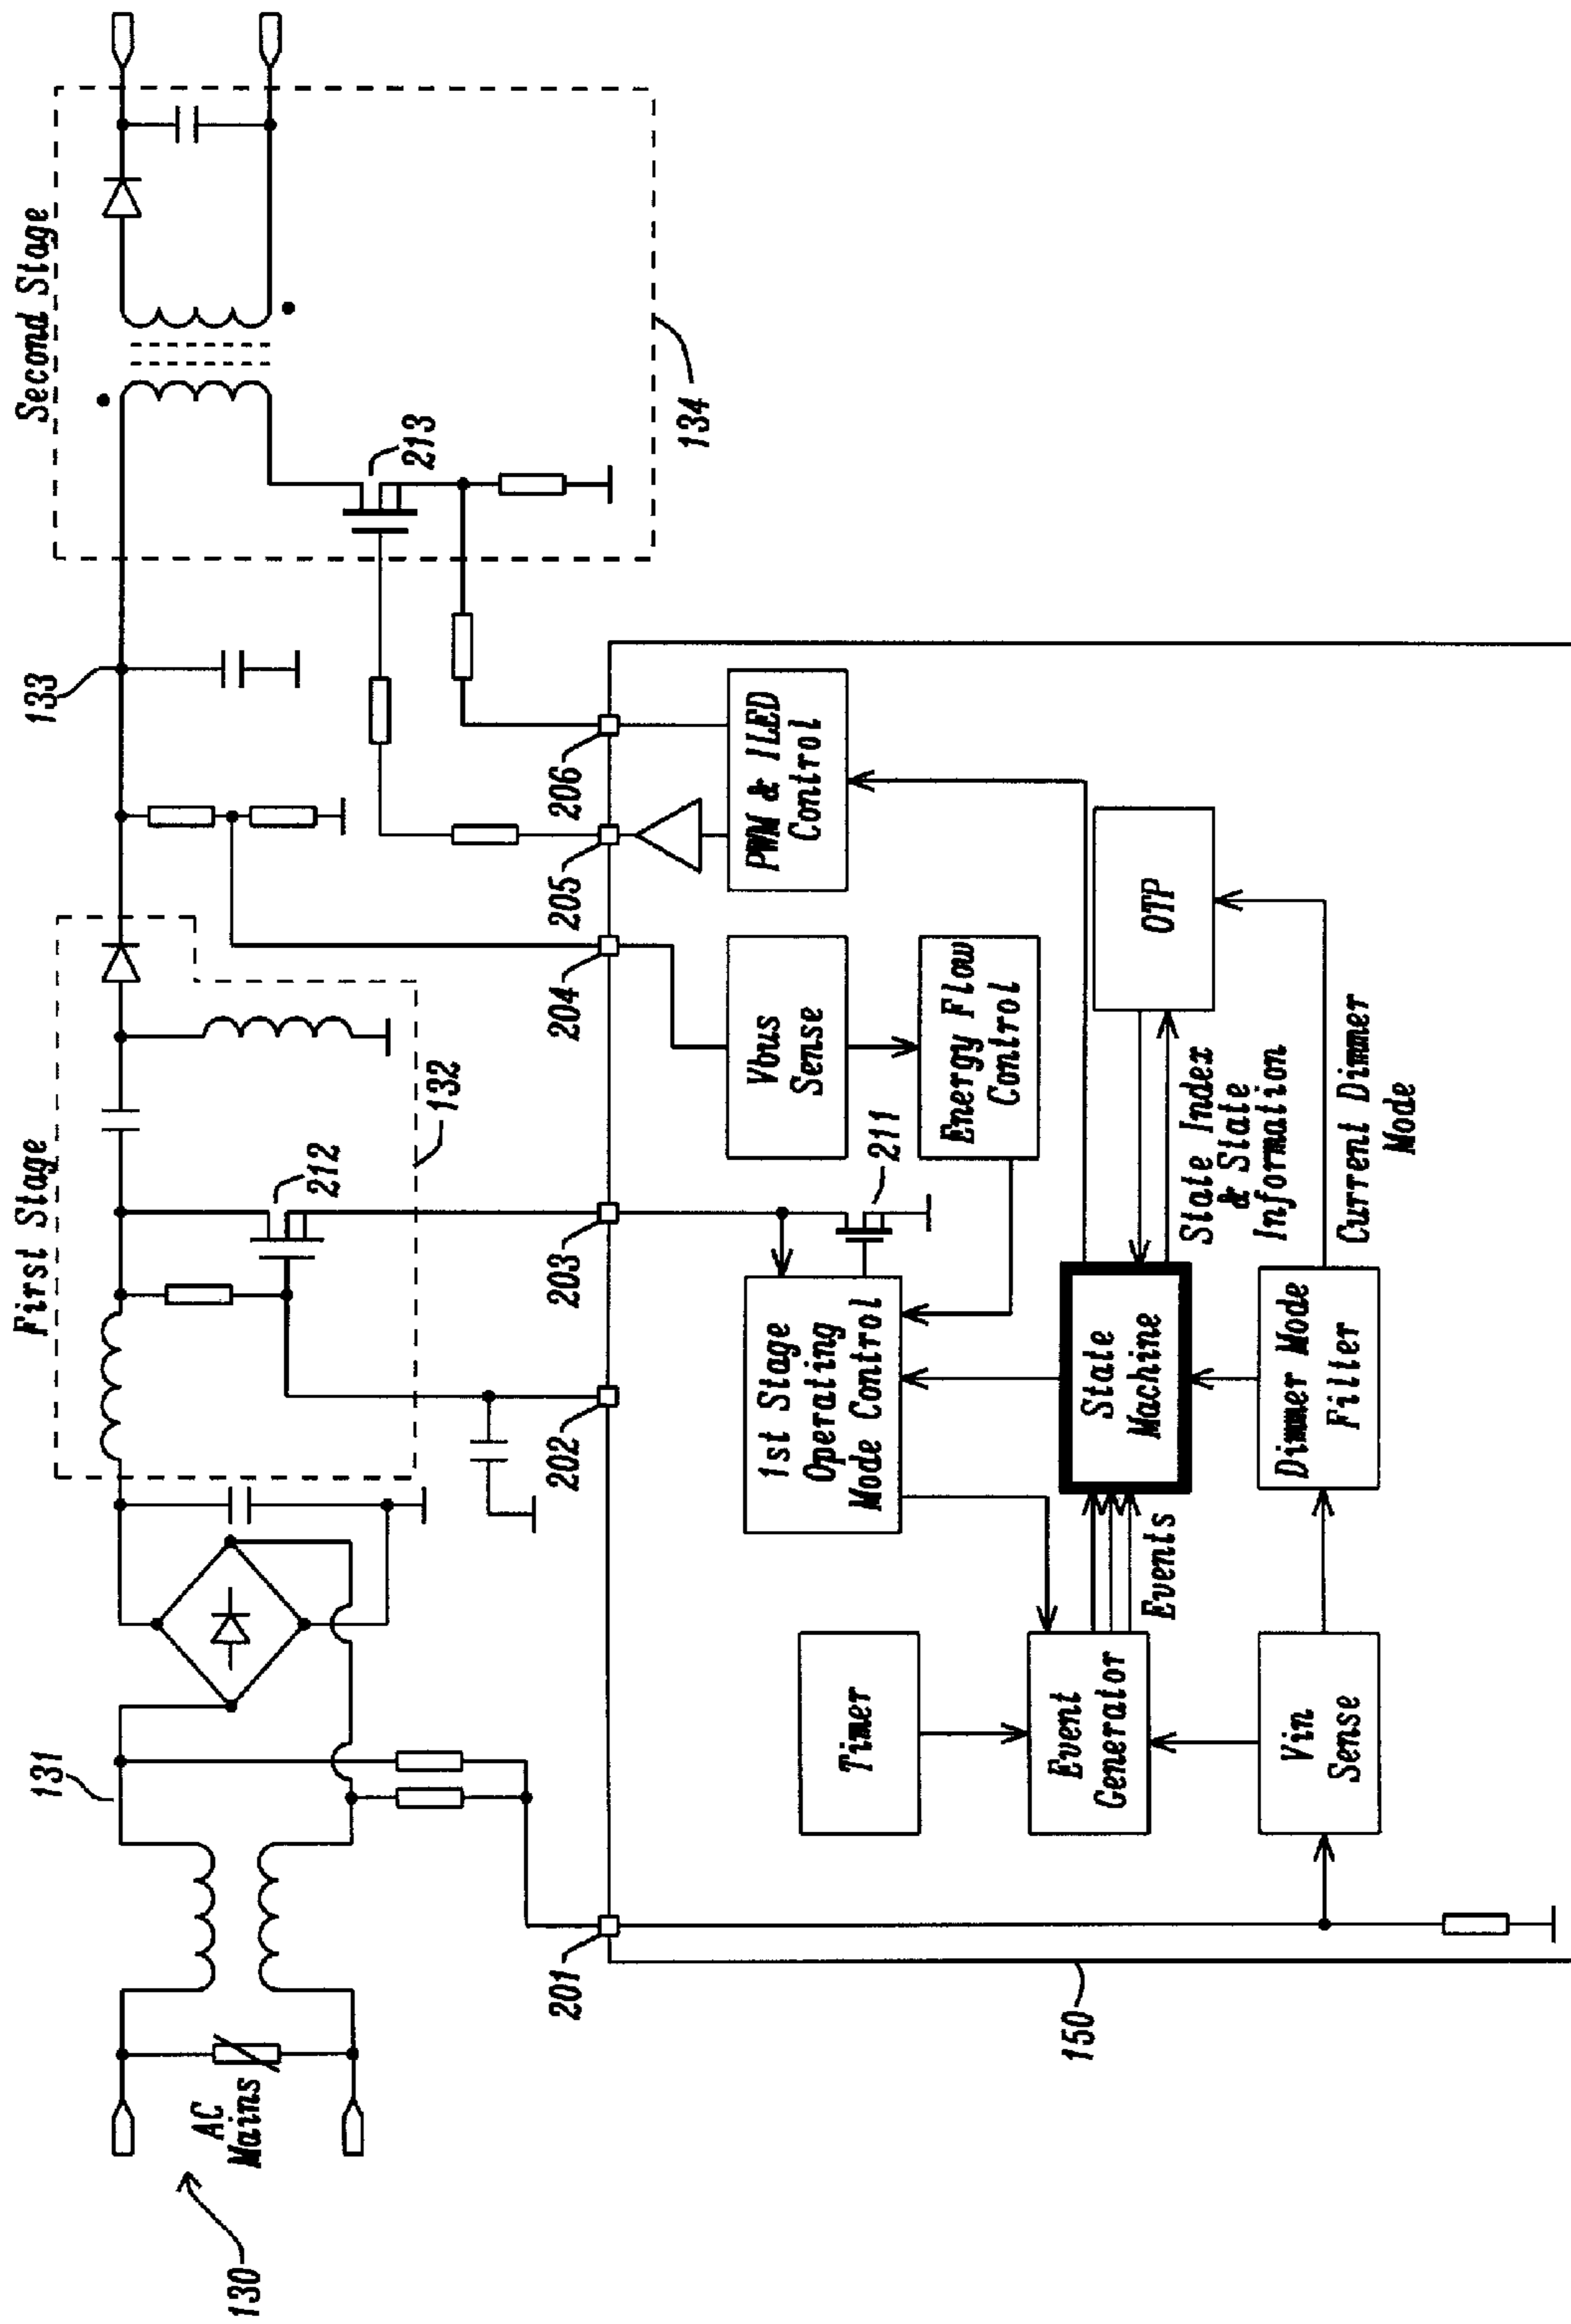 First Stage
Second Stage
131
133
132
134
212
213
AC
Mains
130
201
202
203
204
205
206
150
Timer
1st Stage
Operating
Mode Control
211
Vbus
Sense
Energy Flow
Control
PWM & ILED
Control
Event
Generator
Events
State
Machine
State Index
& State
Information
OTP
Vin
Sense
Dimmer Mode
Filter
Current Dimmer
Mode